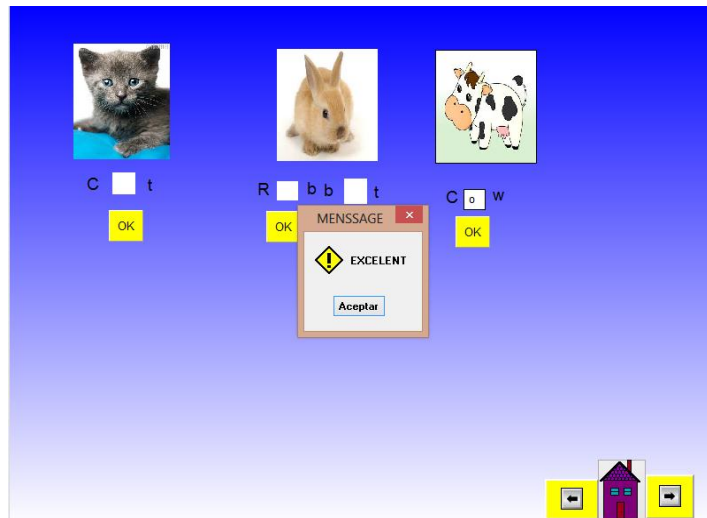 C t
R b b t
C o w
OK
OK
OK
MENSSAGE
EXCELENT
Aceptar